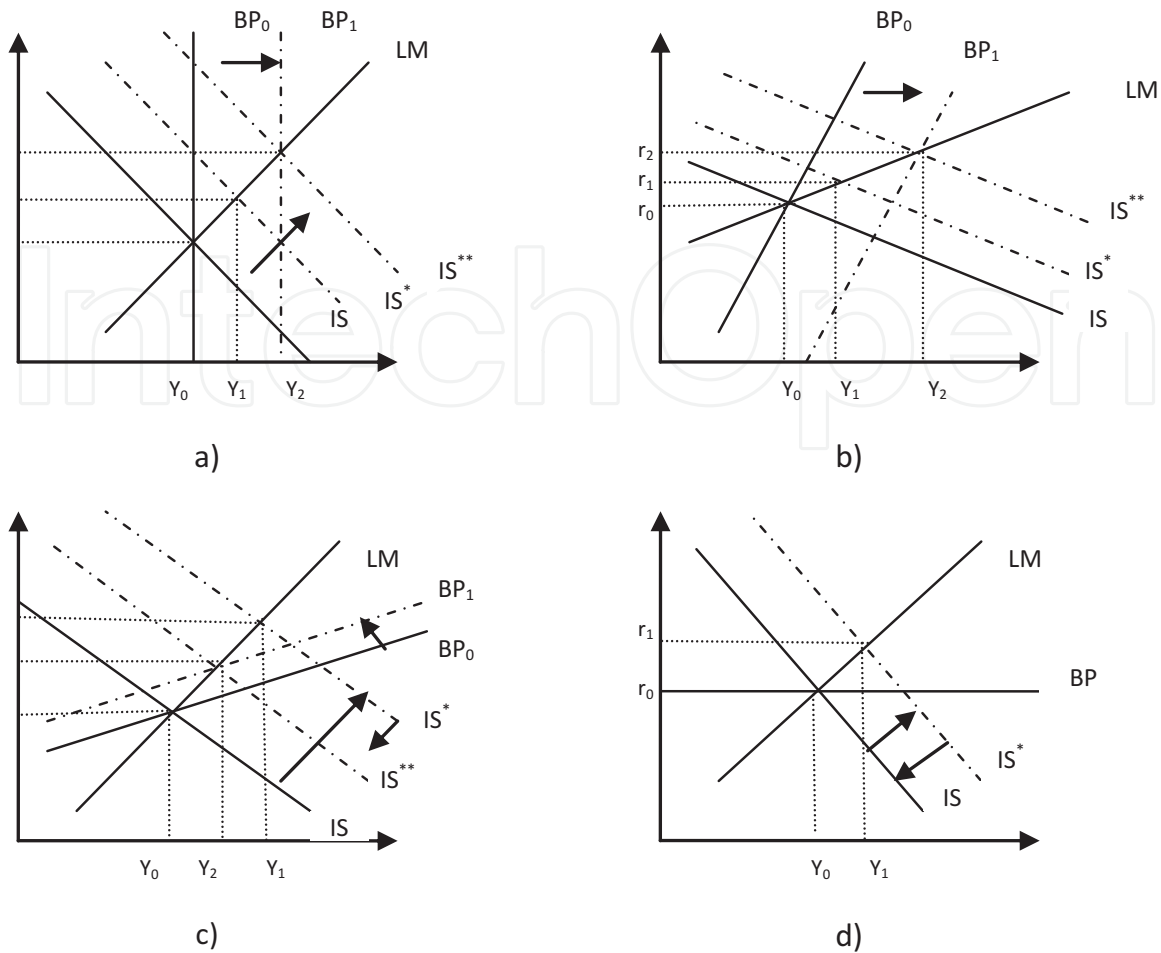 BP₀ BP₁
LM
IS**
IS*
IS
Y₀ Y₁ Y₂
a)
BP₀
BP₁
LM
r₂
r₁
r₀
IS**
IS*
IS
Y₀ Y₁ Y₂
b)
LM
BP₁
BP₀
IS*
IS**
IS
Y₀ Y₂ Y₁
c)
LM
r₁
r₀
BP
IS*
IS
Y₀ Y₁
d)
IntechOpen